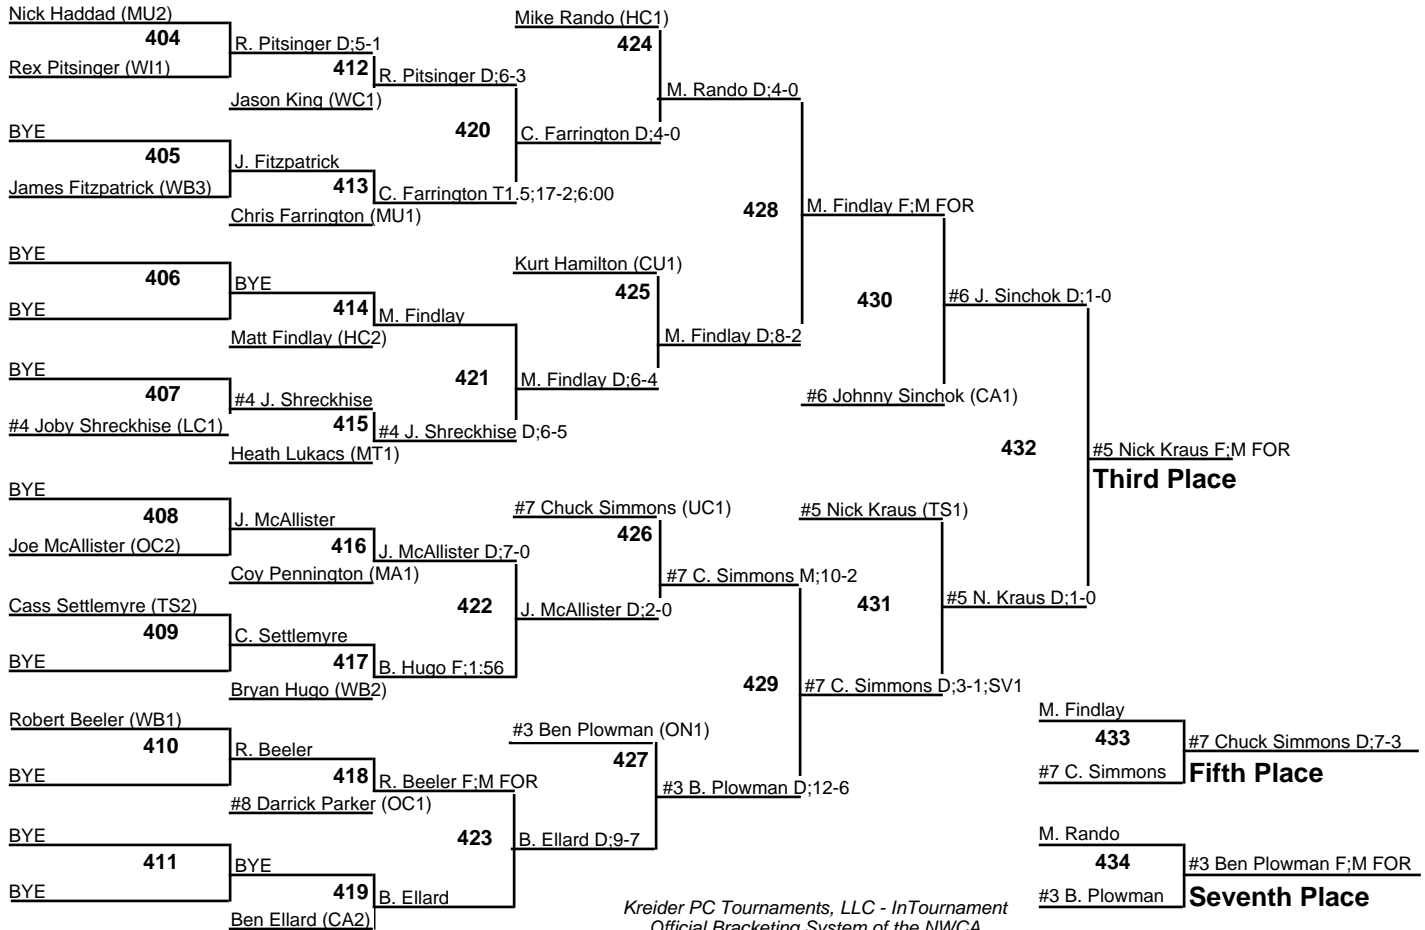 Nick Haddad (MU2)
404
Rex Pitsinger (WI1)
R. Pitsinger D;5-1
412
Jason King (WC1)
R. Pitsinger D;6-3
BYE
405
James Fitzpatrick (WB3)
J. Fitzpatrick
413
Chris Farrington (MU1)
C. Farrington T1.5;17-2;6:00
420
C. Farrington D;4-0
Mike Rando (HC1)
424
M. Rando D;4-0
BYE
406
BYE
BYE
414
Matt Findlay (HC2)
M. Findlay
BYE
407
#4 Joby Shreckhise (LC1)
#4 J. Shreckhise
415
Heath Lukacs (MT1)
#4 J. Shreckhise D;6-5
421
M. Findlay D;6-4
Kurt Hamilton (CU1)
425
M. Findlay D;8-2
428
M. Findlay F;M FOR
430
#6 Johnny Sinchok (CA1)
#6 J. Sinchok D;1-0
BYE
408
Joe McAllister (OC2)
J. McAllister
416
Coy Pennington (MA1)
J. McAllister D;7-0
Cass Settlemyre (TS2)
409
BYE
C. Settlemyre
417
Bryan Hugo (WB2)
B. Hugo F;1:56
422
J. McAllister D;2-0
#7 Chuck Simmons (UC1)
426
#7 C. Simmons M;10-2
Robert Beeler (WB1)
410
BYE
R. Beeler
418
#8 Darrick Parker (OC1)
R. Beeler F;M FOR
BYE
411
BYE
BYE
419
Ben Ellard (CA2)
B. Ellard
423
B. Ellard D;9-7
#3 Ben Plowman (ON1)
427
#3 B. Plowman D;12-6
429
#7 C. Simmons D;3-1;SV1
#5 Nick Kraus (TS1)
431
#5 N. Kraus D;1-0
432
#5 Nick Kraus F;M FOR
Third Place
M. Findlay
433
#7 C. Simmons
#7 Chuck Simmons D;7-3
Fifth Place
M. Rando
434
#3 B. Plowman
#3 Ben Plowman F;M FOR
Seventh Place
Kreider PC Tournaments, LLC - InTournament
Official Bracketing System of the NWCA